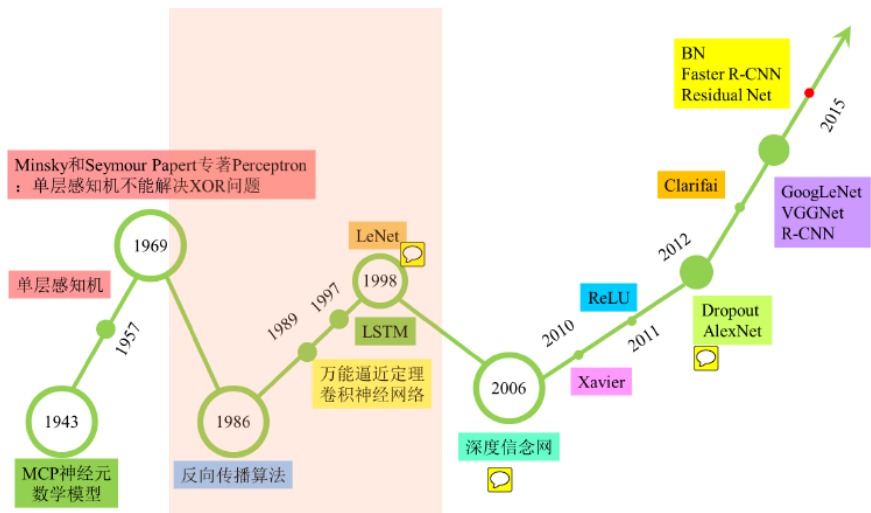 Minsky和Seymour Papert专著Perceptron
：单层感知机不能解决XOR问题
1969
单层感知机
1957
1943
MCP神经元
数学模型
1986
反向传播算法
1989
1997
LeNet
1998
LSTM
万能逼近定理
卷积神经网络
2006
深度信念网
2010
Xavier
ReLU
2011
2012
Dropout
AlexNet
Clarifai
GoogLeNet
VGGNet
R-CNN
BN
Faster R-CNN
Residual Net
2015